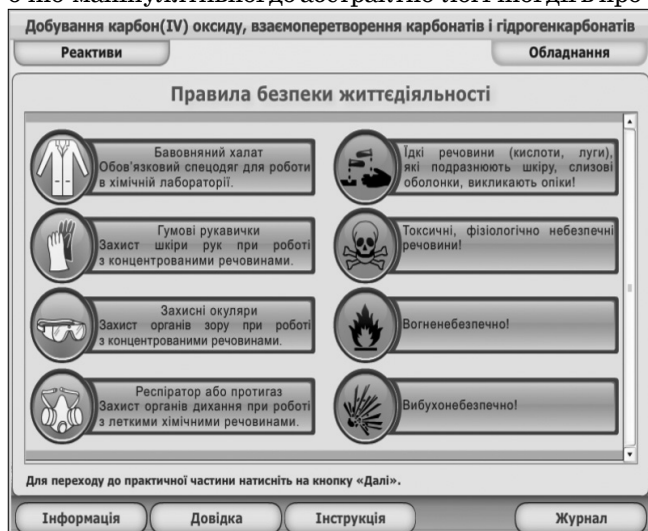 Добування карбон(IV) оксиду, взаємоперетворення карбонатів і гідрогенкарбонатів
Реактиви
Обладнання
Правила безпеки життєдіяльності
Бавовняний халат
Обов'язковий спецодяг для роботи
в хімічній лабораторії.
Гумові рукавички
Захист шкіри рук при роботі
з концентрованими речовинами.
Захисні окуляри
Захист органів зору при роботі
з концентрованими речовинами.
Респіратор або протигаз
Захист органів дихання при роботі
з леткими хімічними речовинами.
Їдкі речовини (кислоти, луги),
які подразнюють шкіру, слизові
оболонки, викликають опіки!
Токсичні, фізіологічно небезпечні
речовини!
Вогненебезпечно!
Вибухонебезпечно!
Для переходу до практичної частини натисніть на кнопку «Далі».
Інформація
Довідка
Інструкція
Журнал